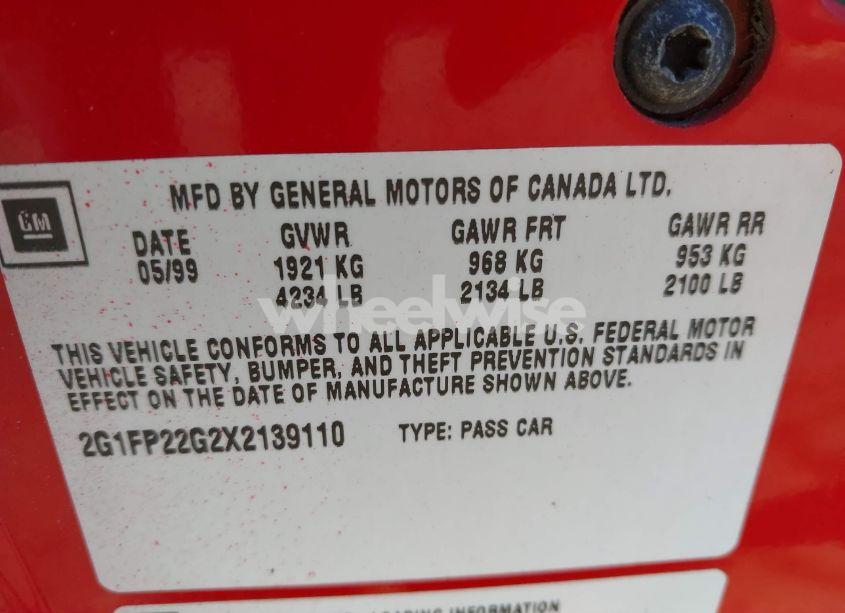 MFD BY GENERAL MOTORS OF CANADA LTD.
GM
DATE GVWR GAWR FRT GAWR RR
05/99 1921 KG 968 KG 953 KG
4234 LB 2134 LB 2100 LB
wheelwise
THIS VEHICLE CONFORMS TO ALL APPLICABLE U.S. FEDERAL MOTOR
VEHICLE SAFETY, BUMPER, AND THEFT PREVENTION STANDARDS IN
EFFECT ON THE DATE OF MANUFACTURE SHOWN ABOVE.
2G1FP22G2X2139110 TYPE: PASS CAR
LOADING INFORMATION